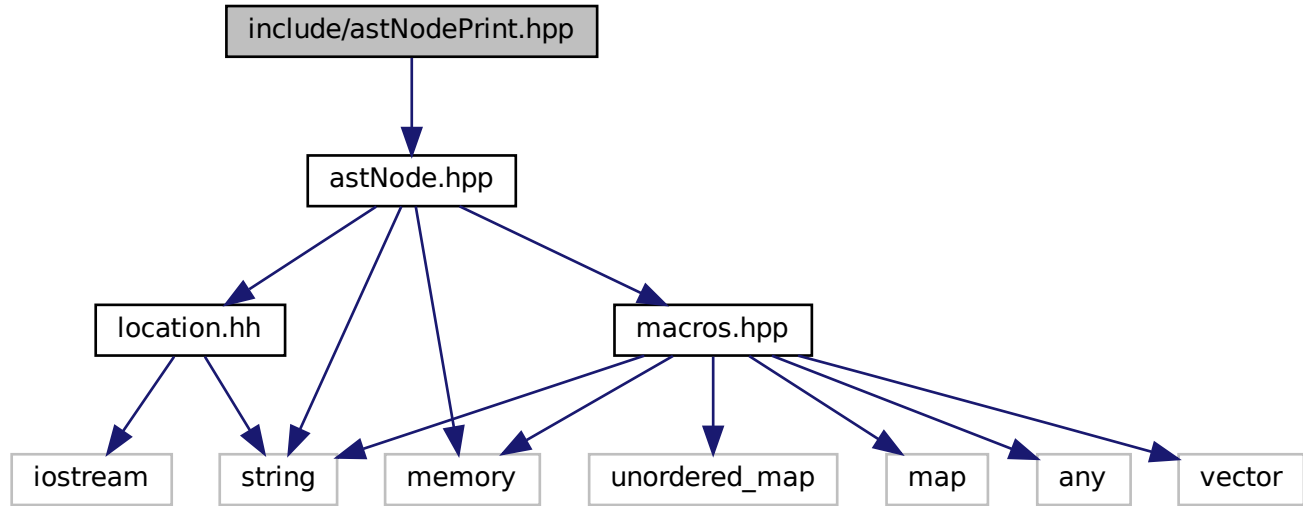 include/astNodePrint.hpp
astNode.hpp
location.hh
macros.hpp
iostream
string
memory
unordered_map
map
any
vector